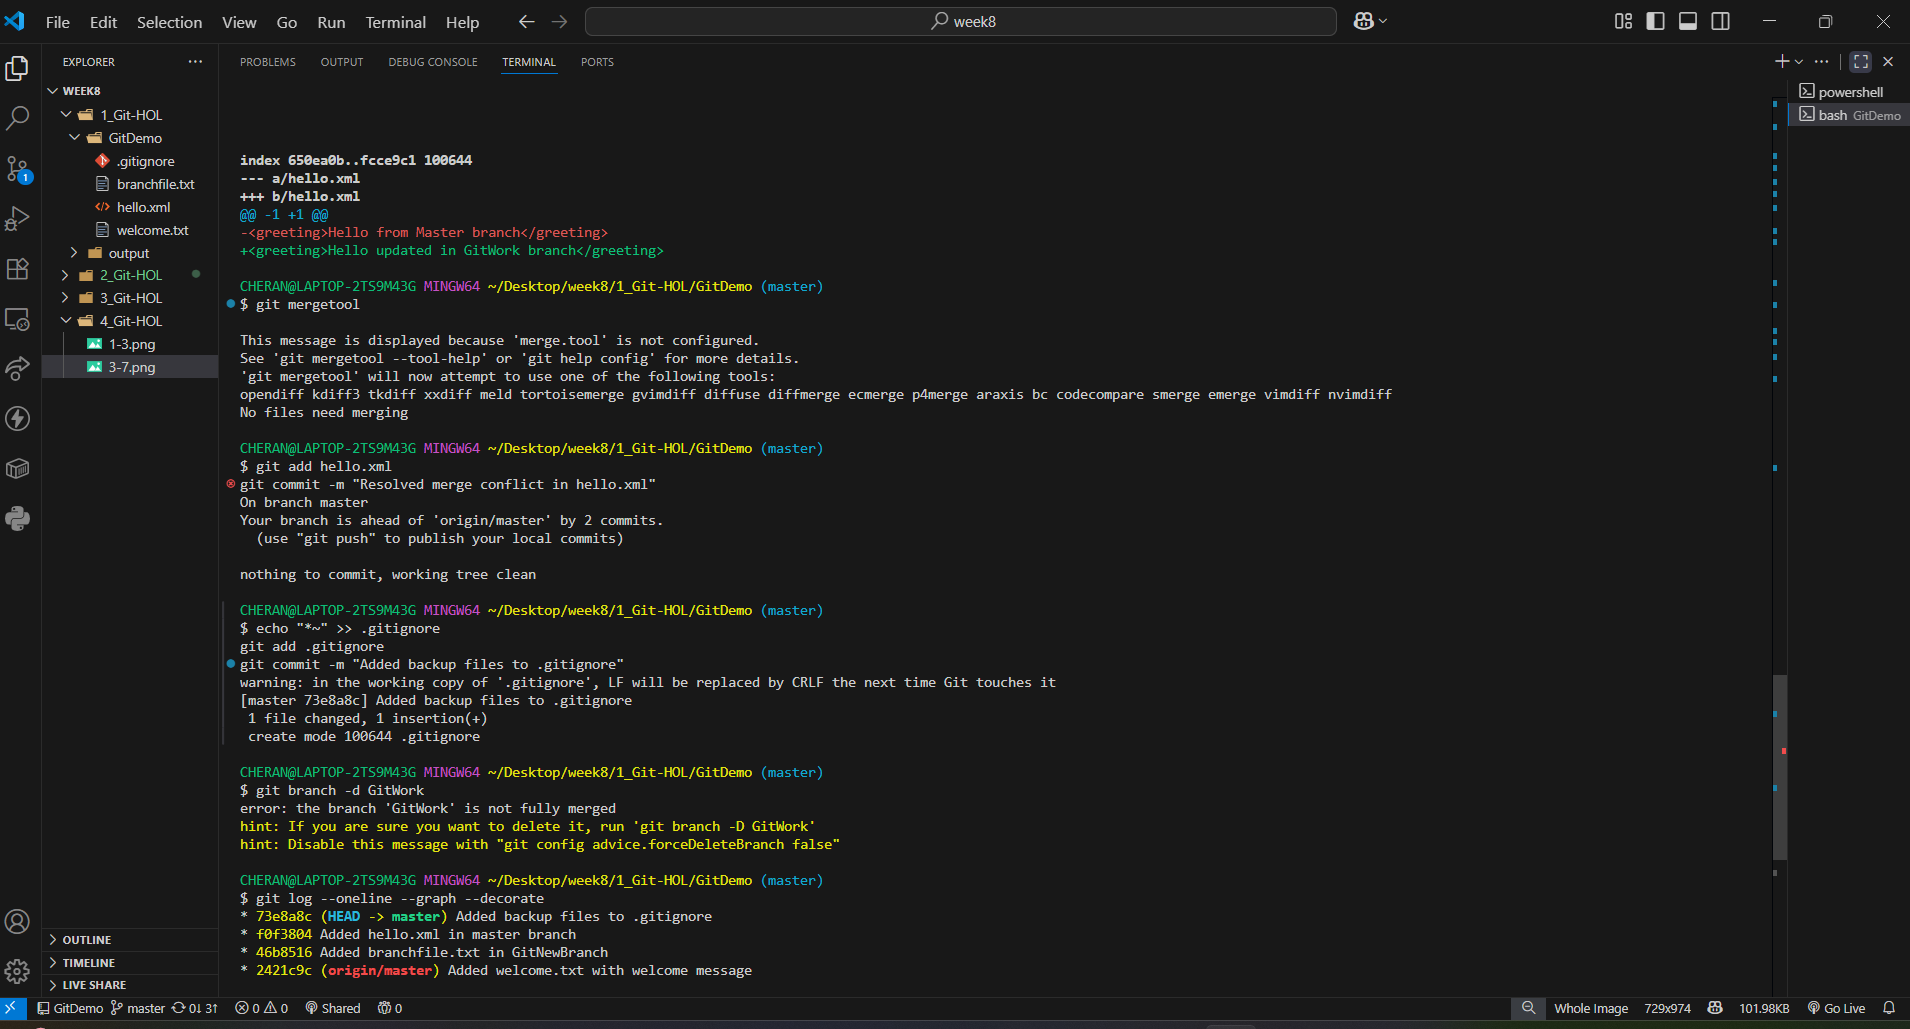 File Edit Selection View Go Run Terminal Help
week8
EXPLORER
WEEK8
1_Git-HOL
GitDemo
.gitignore
branchfile.txt
hello.xml
welcome.txt
output
2_Git-HOL
3_Git-HOL
4_Git-HOL
1-3.png
3-7.png
OUTLINE
TIMELINE
LIVE SHARE
1
PROBLEMS OUTPUT DEBUG CONSOLE TERMINAL PORTS
powershell
bash GitDemo
index 650ea0b..fcce9c1 100644
--- a/hello.xml
+++ b/hello.xml
@@ -1 +1 @@
-<greeting>Hello from Master branch</greeting>
+<greeting>Hello updated in GitWork branch</greeting>
CHERAN@LAPTOP-2TS9M43G MINGW64 ~/Desktop/week8/1_Git-HOL/GitDemo (master)
$ git mergetool
This message is displayed because 'merge.tool' is not configured.
See 'git mergetool --tool-help' or 'git help config' for more details.
'git mergetool' will now attempt to use one of the following tools:
opendiff kdiff3 tkdiff xxdiff meld tortoisemerge gvimdiff diffuse diffmerge ecmerge p4merge araxis bc codecompare smerge emerge vimdiff nvimdiff
No files need merging
CHERAN@LAPTOP-2TS9M43G MINGW64 ~/Desktop/week8/1_Git-HOL/GitDemo (master)
$ git add hello.xml
git commit -m "Resolved merge conflict in hello.xml"
On branch master
Your branch is ahead of 'origin/master' by 2 commits.
(use "git push" to publish your local commits)
nothing to commit, working tree clean
CHERAN@LAPTOP-2TS9M43G MINGW64 ~/Desktop/week8/1_Git-HOL/GitDemo (master)
$ echo "*~" >> .gitignore
git add .gitignore
git commit -m "Added backup files to .gitignore"
warning: in the working copy of '.gitignore', LF will be replaced by CRLF the next time Git touches it
[master 73e8a8c] Added backup files to .gitignore
1 file changed, 1 insertion(+)
create mode 100644 .gitignore
CHERAN@LAPTOP-2TS9M43G MINGW64 ~/Desktop/week8/1_Git-HOL/GitDemo (master)
$ git branch -d GitWork
error: the branch 'GitWork' is not fully merged
hint: If you are sure you want to delete it, run 'git branch -D GitWork'
hint: Disable this message with "git config advice.forceDeleteBranch false"
CHERAN@LAPTOP-2TS9M43G MINGW64 ~/Desktop/week8/1_Git-HOL/GitDemo (master)
$ git log --oneline --graph --decorate
* 73e8a8c (HEAD -> master) Added backup files to .gitignore
* f0f3804 Added hello.xml in master branch
* 46b8516 Added branchfile.txt in GitNewBranch
* 2421c9c (origin/master) Added welcome.txt with welcome message
GitDemo master 0↓ 3↑ 0 0 Shared 0
Whole Image 729x974 101.98KB Go Live